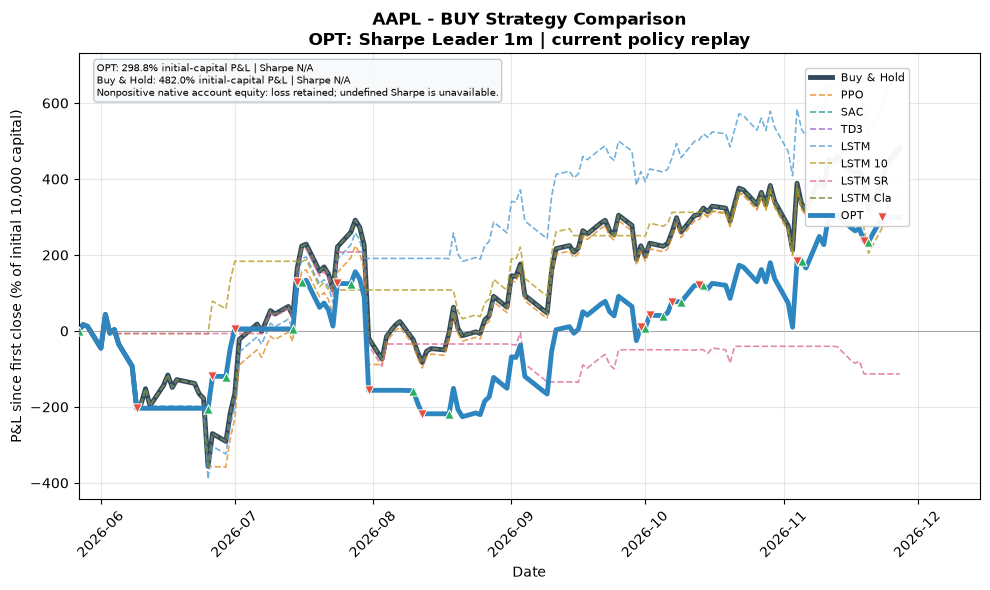 AAPL - BUY Strategy Comparison
OPT: Sharpe Leader 1m | current policy replay
OPT: 298.8% initial-capital P&L | Sharpe N/A
Buy & Hold: 482.0% initial-capital P&L | Sharpe N/A
Nonpositive native account equity: loss retained; undefined Sharpe is unavailable.
Buy & Hold
PPO
SAC
TD3
LSTM
LSTM 10
LSTM SR
LSTM Cla
OPT
P&L since first close (% of initial 10,000 capital)
600
400
200
0
−200
−400
2026-06
2026-07
2026-08
2026-09
2026-10
2026-11
2026-12
Date